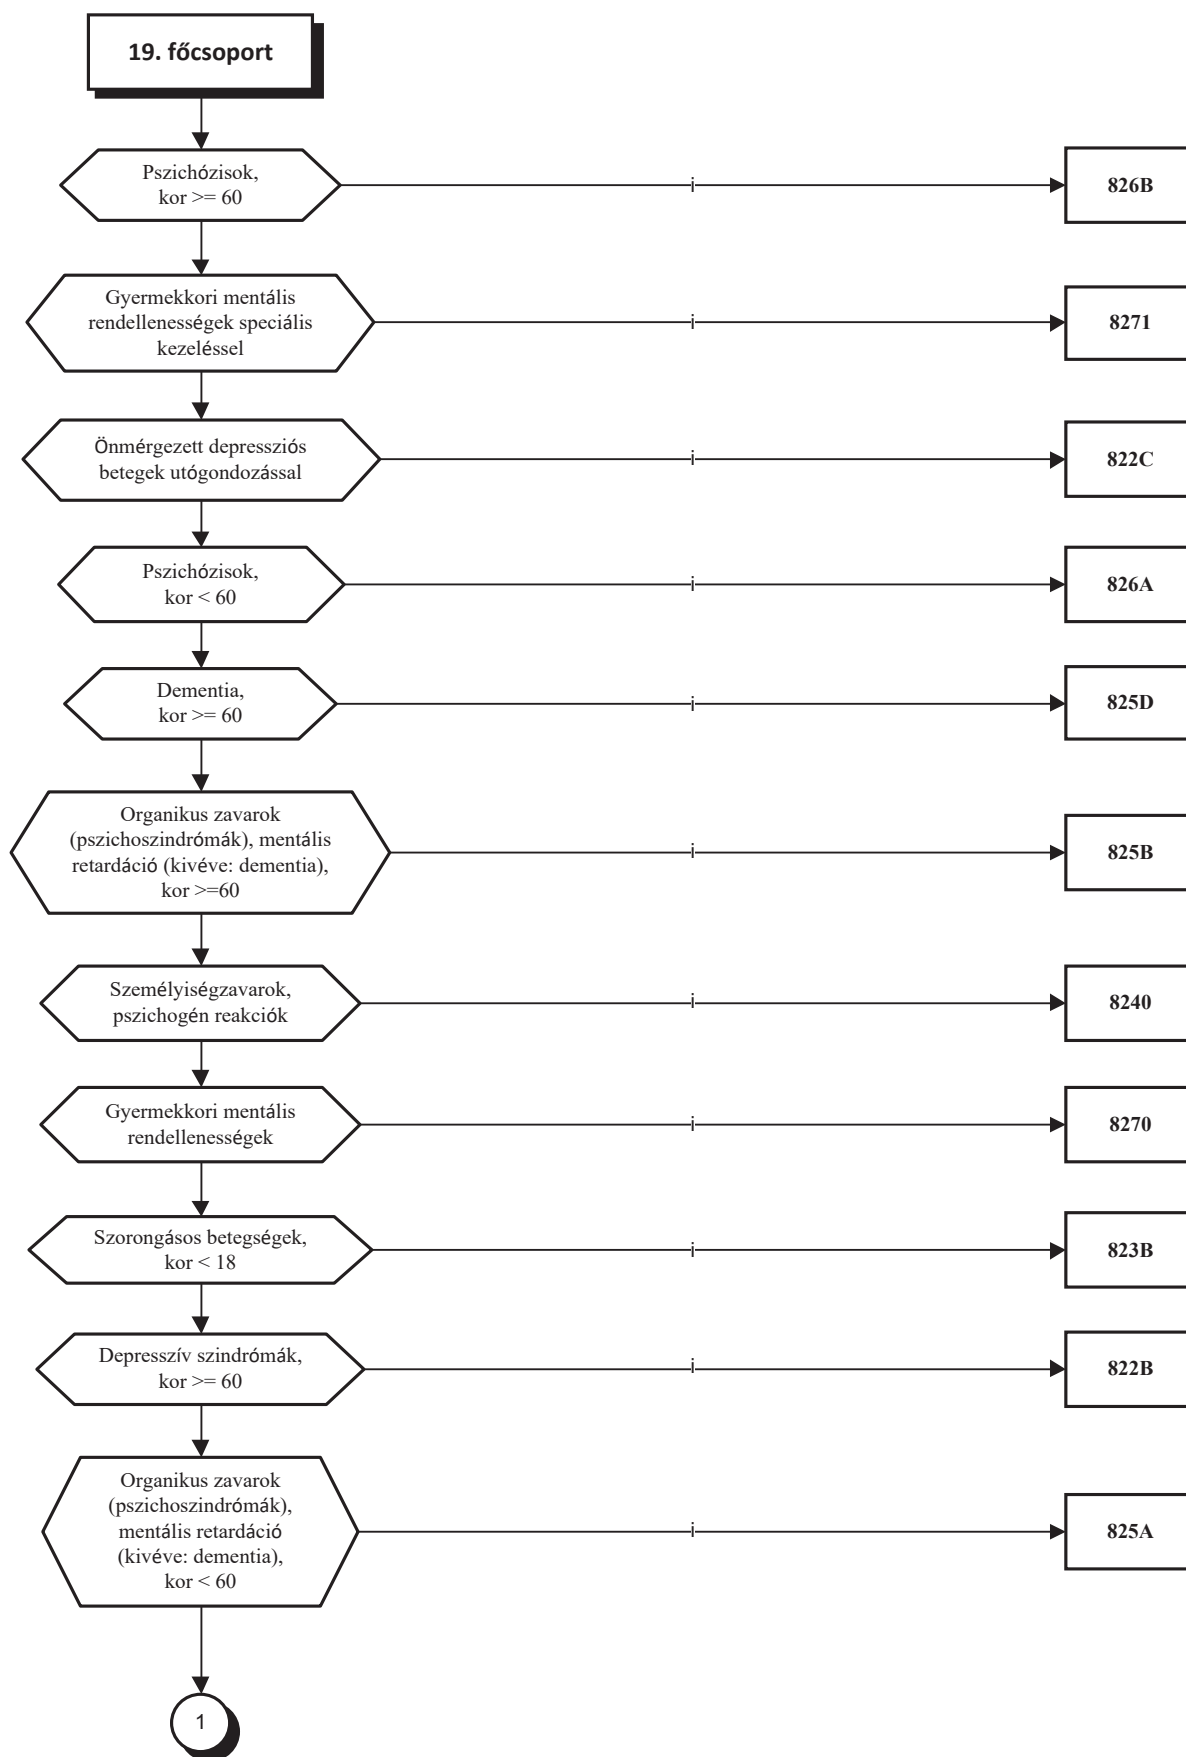 19. főcsoport
Pszichózisok,
kor >= 60
i
826B
Gyermekkori mentális
rendellenességek speciális
kezeléssel
i
8271
Önmérgezett depressziós
betegek utógondozással
i
822C
Pszichózisok,
kor < 60
i
826A
Dementia,
kor >= 60
i
825D
Organikus zavarok
(pszichoszindrómák), mentális
retardáció (kivéve: dementia),
kor >=60
i
825B
Személyiségzavarok,
pszichogén reakciók
i
8240
Gyermekkori mentális
rendellenességek
i
8270
Szorongásos betegségek,
kor < 18
i
823B
Depresszív szindrómák,
kor >= 60
i
822B
Organikus zavarok
(pszichoszindrómák),
mentális retardáció
(kivéve: dementia),
kor < 60
i
825A
1